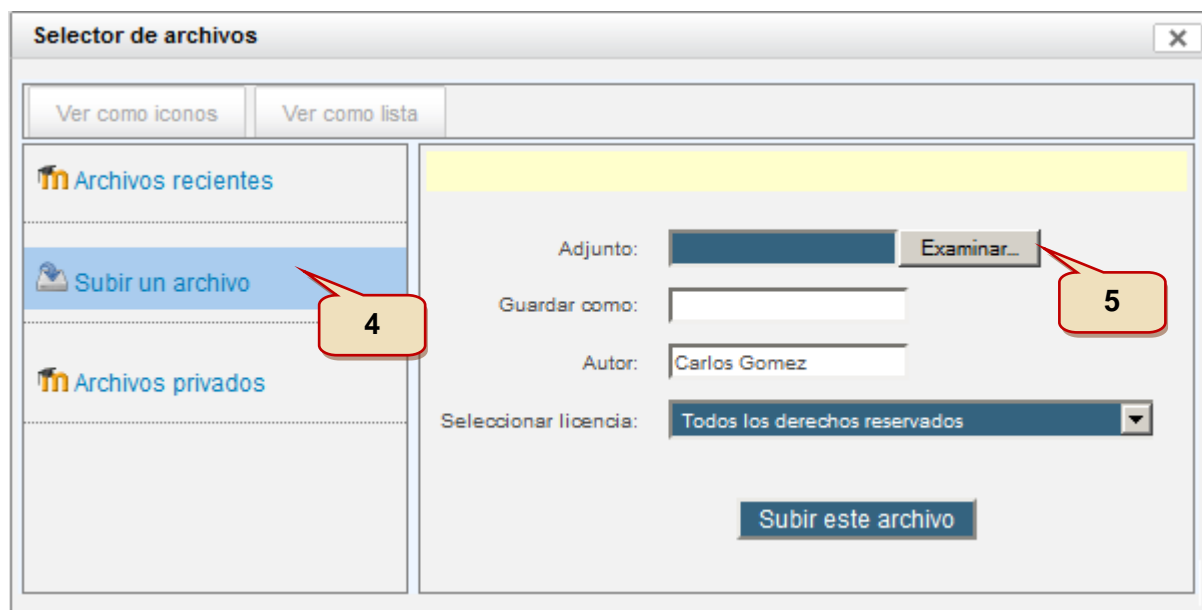 Selector de archivos
Ver como iconos
Ver como lista
Archivos recientes
Subir un archivo
4
Archivos privados
Adjunto:
Examinar...
5
Guardar como:
Autor:
Carlos Gomez
Seleccionar licencia:
Todos los derechos reservados
Subir este archivo